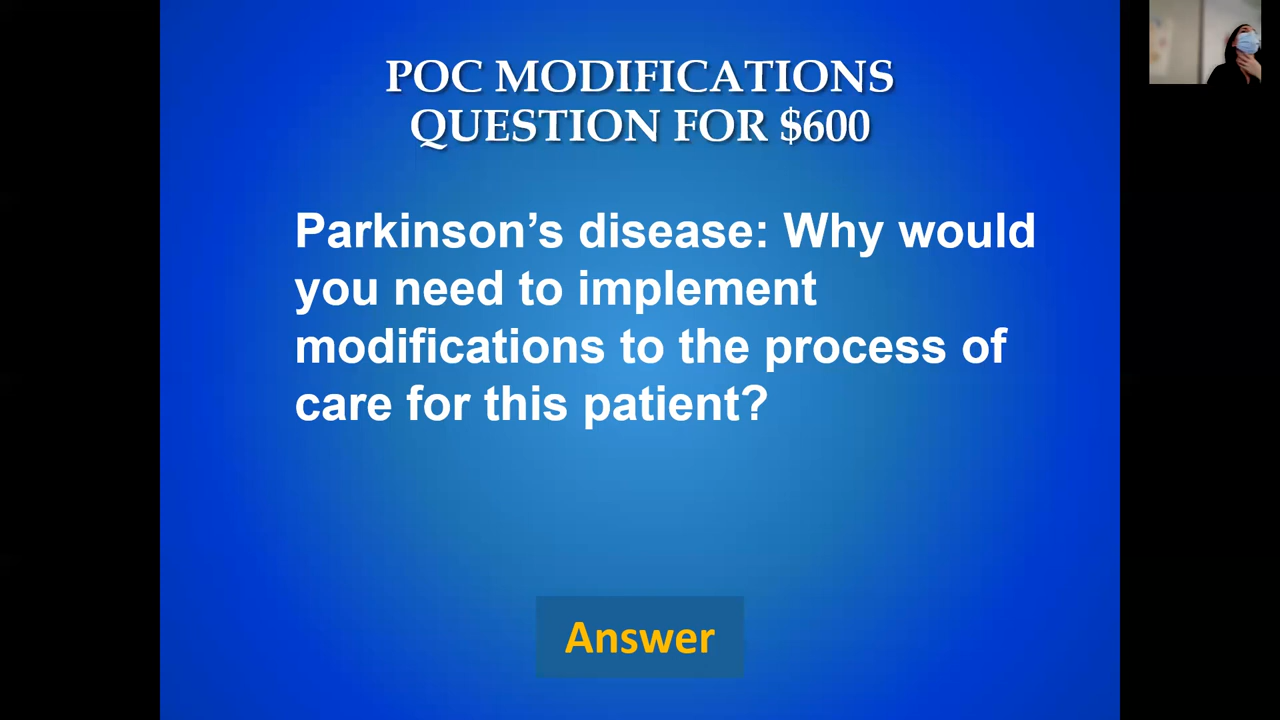 POC MODIFICATIONS
QUESTION FOR $600
Parkinson’s disease: Why would
you need to implement
modifications to the process of
care for this patient?
Answer